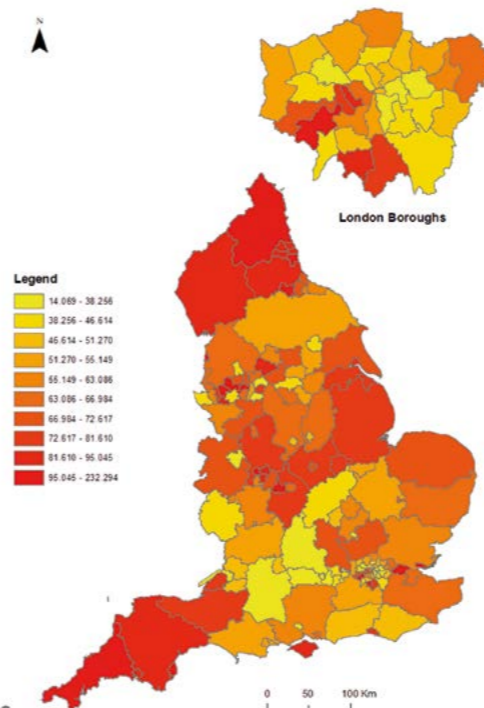 N
London Boroughs
Legend
14.069 - 38.256
38.256 - 46.614
46.614 - 51.270
51.270 - 55.149
55.149 - 63.086
63.086 - 66.984
66.984 - 72.617
72.617 - 81.610
81.610 - 95.045
95.045 - 232.294
0 50 100 Km